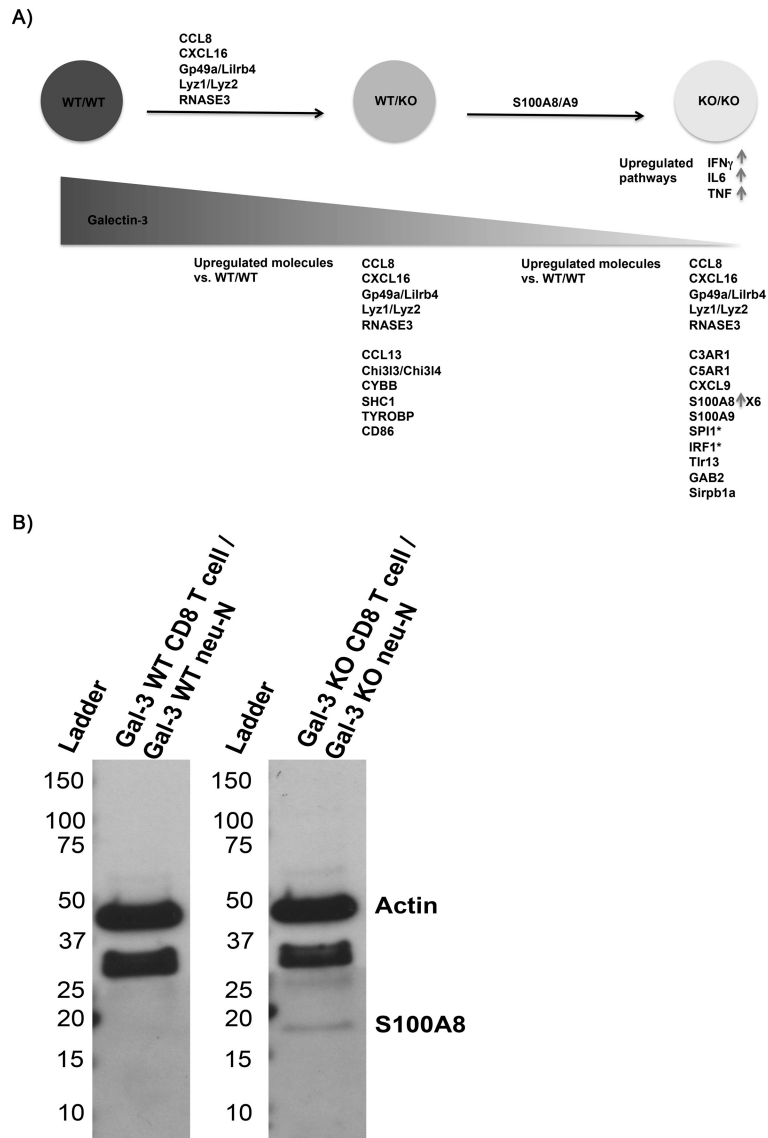 A)
CCL8
CXCL16
Gp49a/Lilrb4
Lyz1/Lyz2
RNASE3
WT/WT
WT/KO
S100A8/A9
KO/KO
Upregulated
pathways
IFNγ
IL6
TNF
Galectin-3
Upregulated molecules
vs. WT/WT
CCL8
CXCL16
Gp49a/Lilrb4
Lyz1/Lyz2
RNASE3
CCL13
Chi3l3/Chi3l4
CYBB
SHC1
TYROBP
CD86
Upregulated molecules
vs. WT/WT
CCL8
CXCL16
Gp49a/Lilrb4
Lyz1/Lyz2
RNASE3
C3AR1
C5AR1
CXCL9
S100A8 X6
S100A9
SPI1*
IRF1*
Tlr13
GAB2
Sirpb1a
B)
Ladder
Gal-3 WT CD8 T cell /
Gal-3 WT neu-N
Ladder
Gal-3 KO CD8 T cell /
Gal-3 KO neu-N
150
100
75
50
37
25
20
15
10
150
100
75
50
37
25
20
15
10
Actin
S100A8